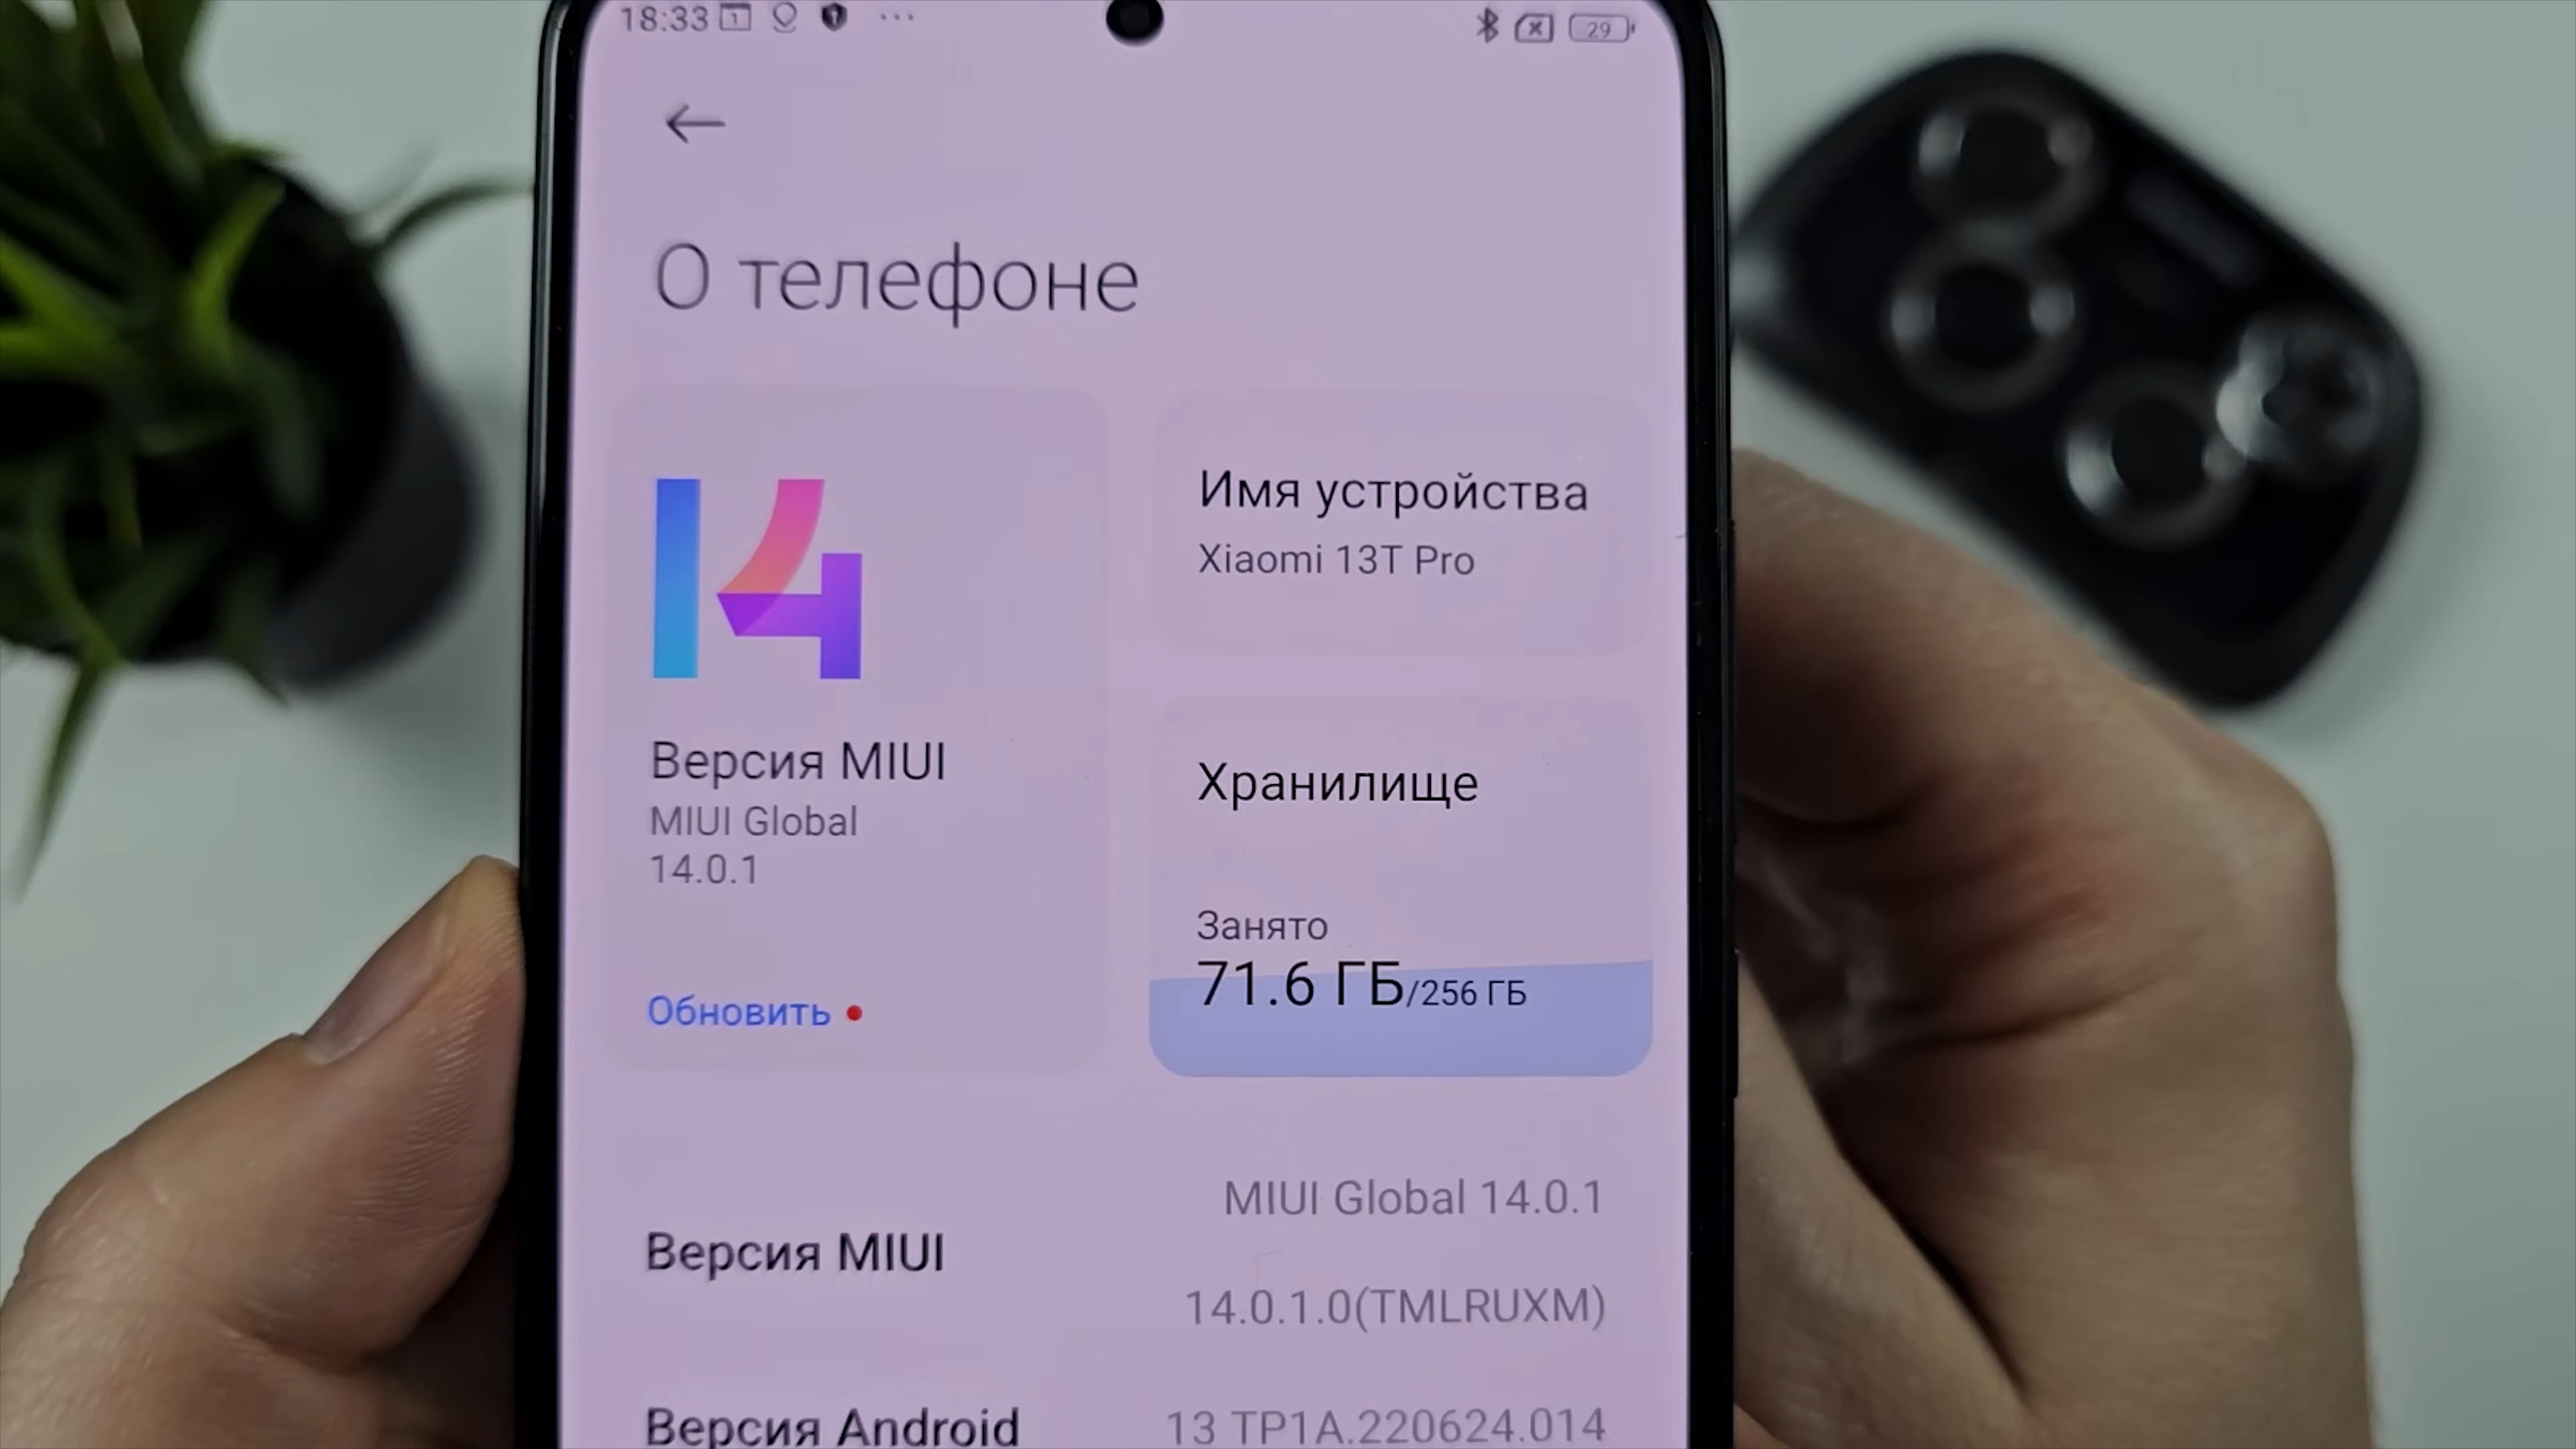 18:33
29
О телефоне
14
Версия MIUI
MIUI Global
14.0.1
Обновить
Имя устройства
Xiaomi 13T Pro
Хранилище
Занято
71.6 ГБ/256 ГБ
MIUI Global 14.0.1
Версия MIUI
14.0.1.0(TMLRUXM)
Версия Android
13 TP1A.220624.014